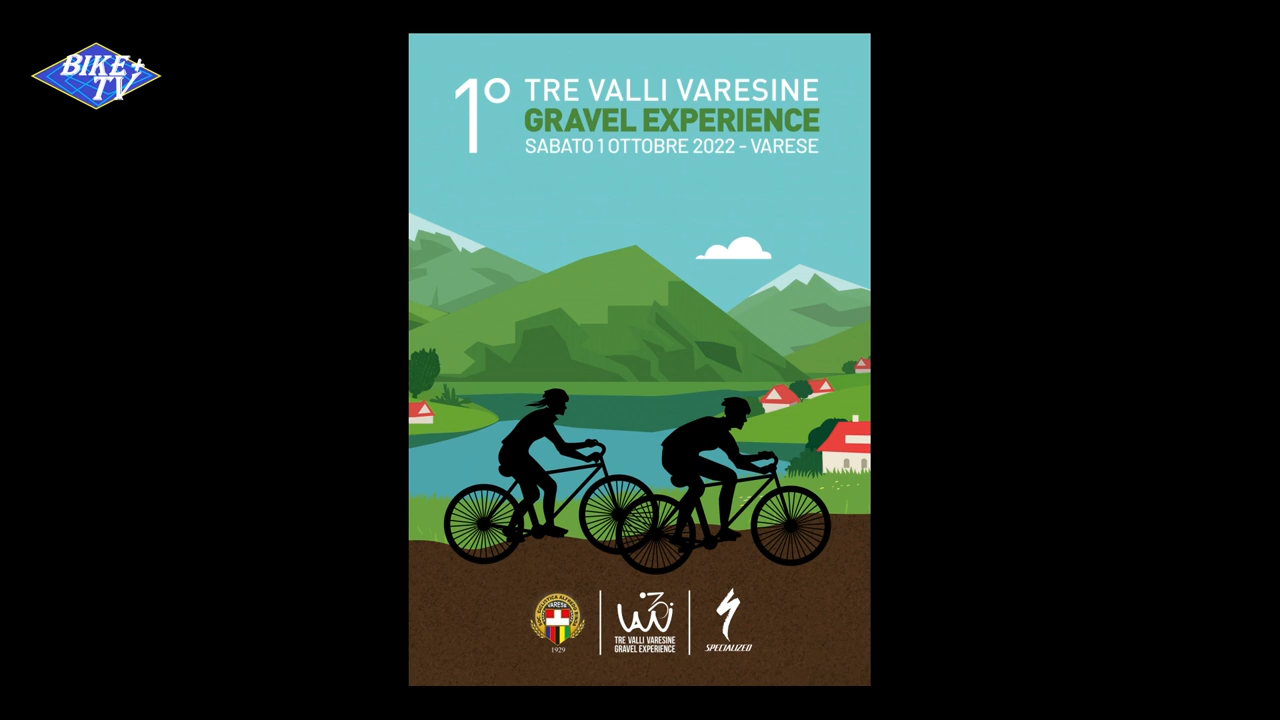 BIKE+
TV
1° TRE VALLI VARESINE
GRAVEL EXPERIENCE
SABATO 1 OTTOBRE 2022 - VARESE
VARESE
1929
TRE VALLI VARESINE
GRAVEL EXPERIENCE
SPECIALIZED